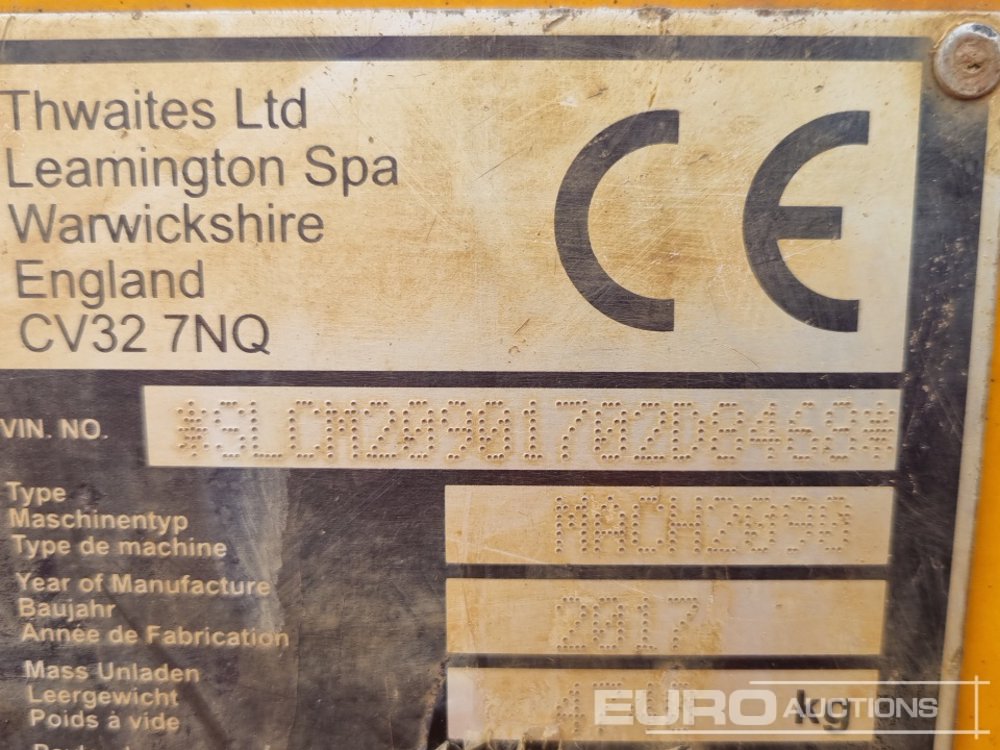 Thwaites Ltd
Leamington Spa
Warwickshire
England
CV32 7NQ
CE
VIN. NO. *SLCM20901702D8468*
Type
Maschinentyp
Type de machine
MACH2090
Year of Manufacture
Baujahr
Année de Fabrication
2017
Mass Unladen
Leergewicht
Poids à vide
kg
EURO AUCTIONS